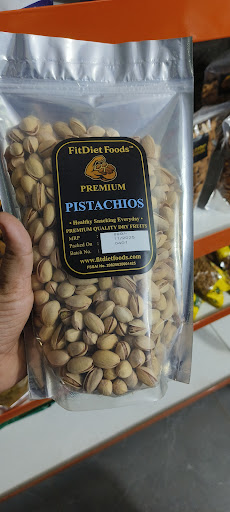 FitDiet Foods™
PREMIUM
PISTACHIOS
• Healthy Snacking Everyday •
PREMIUM QUALITY DRY FRUITS
MRP
Packed On
Batch No.
www.fitdietfoods.com